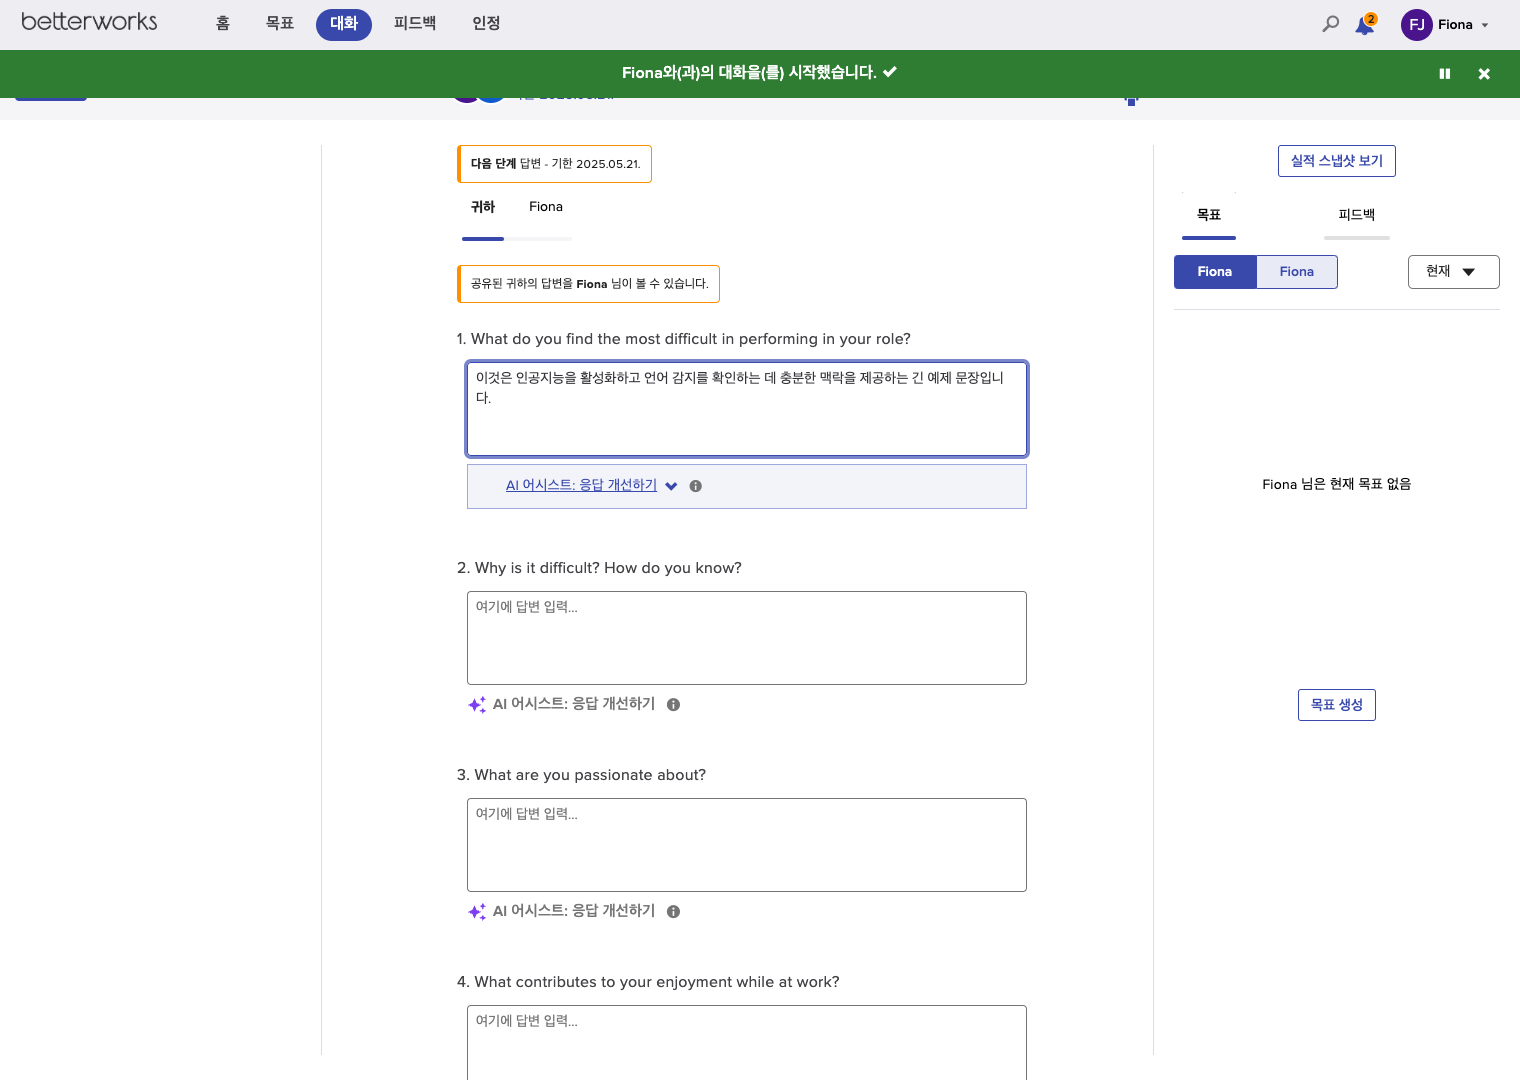 betterworks
홈
목표
대화
피드백
인정
2
FJ
Fiona
Fiona와(과)의 대화을(를) 시작했습니다.
다음 단계 답변 - 기한 2025.05.21.
귀하
Fiona
공유된 귀하의 답변을 Fiona 님이 볼 수 있습니다.
1. What do you find the most difficult in performing in your role?
이것은 인공지능을 활성화하고 언어 감지를 확인하는 데 충분한 맥락을 제공하는 긴 예제 문장입니
다.
AI 어시스트: 응답 개선하기
2. Why is it difficult? How do you know?
여기에 답변 입력...
AI 어시스트: 응답 개선하기
3. What are you passionate about?
여기에 답변 입력...
AI 어시스트: 응답 개선하기
4. What contributes to your enjoyment while at work?
여기에 답변 입력...
실적 스냅샷 보기
목표
피드백
Fiona
Fiona
현재
Fiona 님은 현재 목표 없음
목표 생성